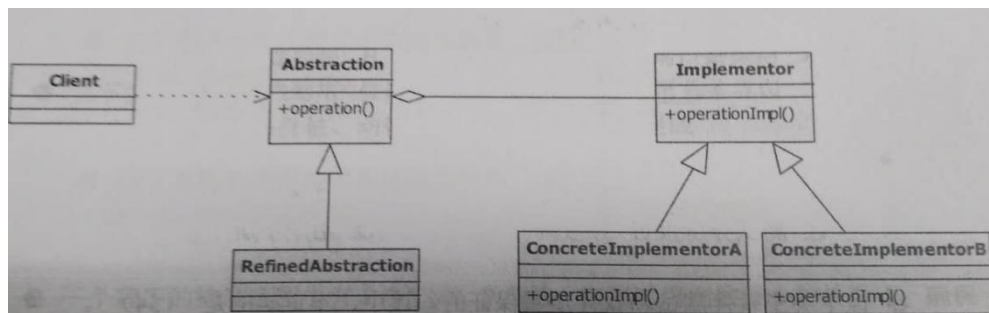 Client
Abstraction
+operation()
Implementor
+operationImpl()
RefinedAbstraction
ConcreteImplementorA
+operationImpl()
ConcreteImplementorB
+operationImpl()